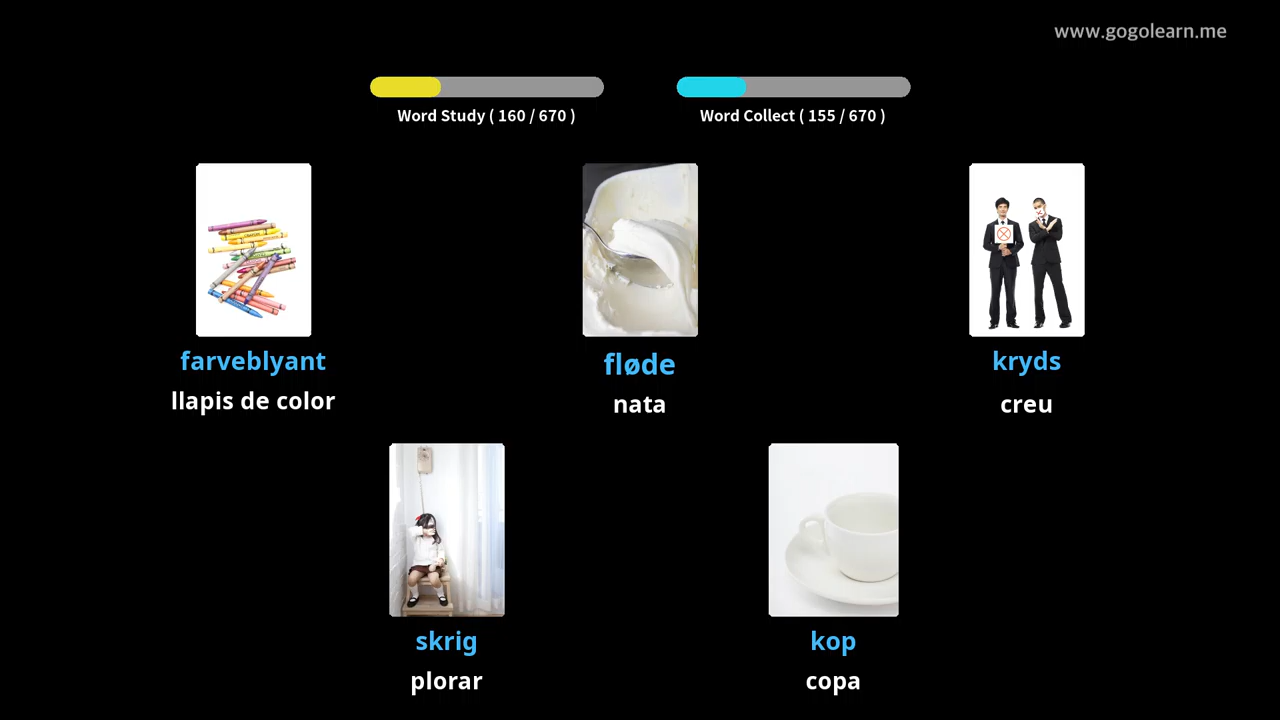 www.gogolearn.me
Word Study ( 160 / 670 )
Word Collect ( 155 / 670 )
farveblyant
llapis de color
fløde
nata
kryds
creu
skrig
plorar
kop
copa